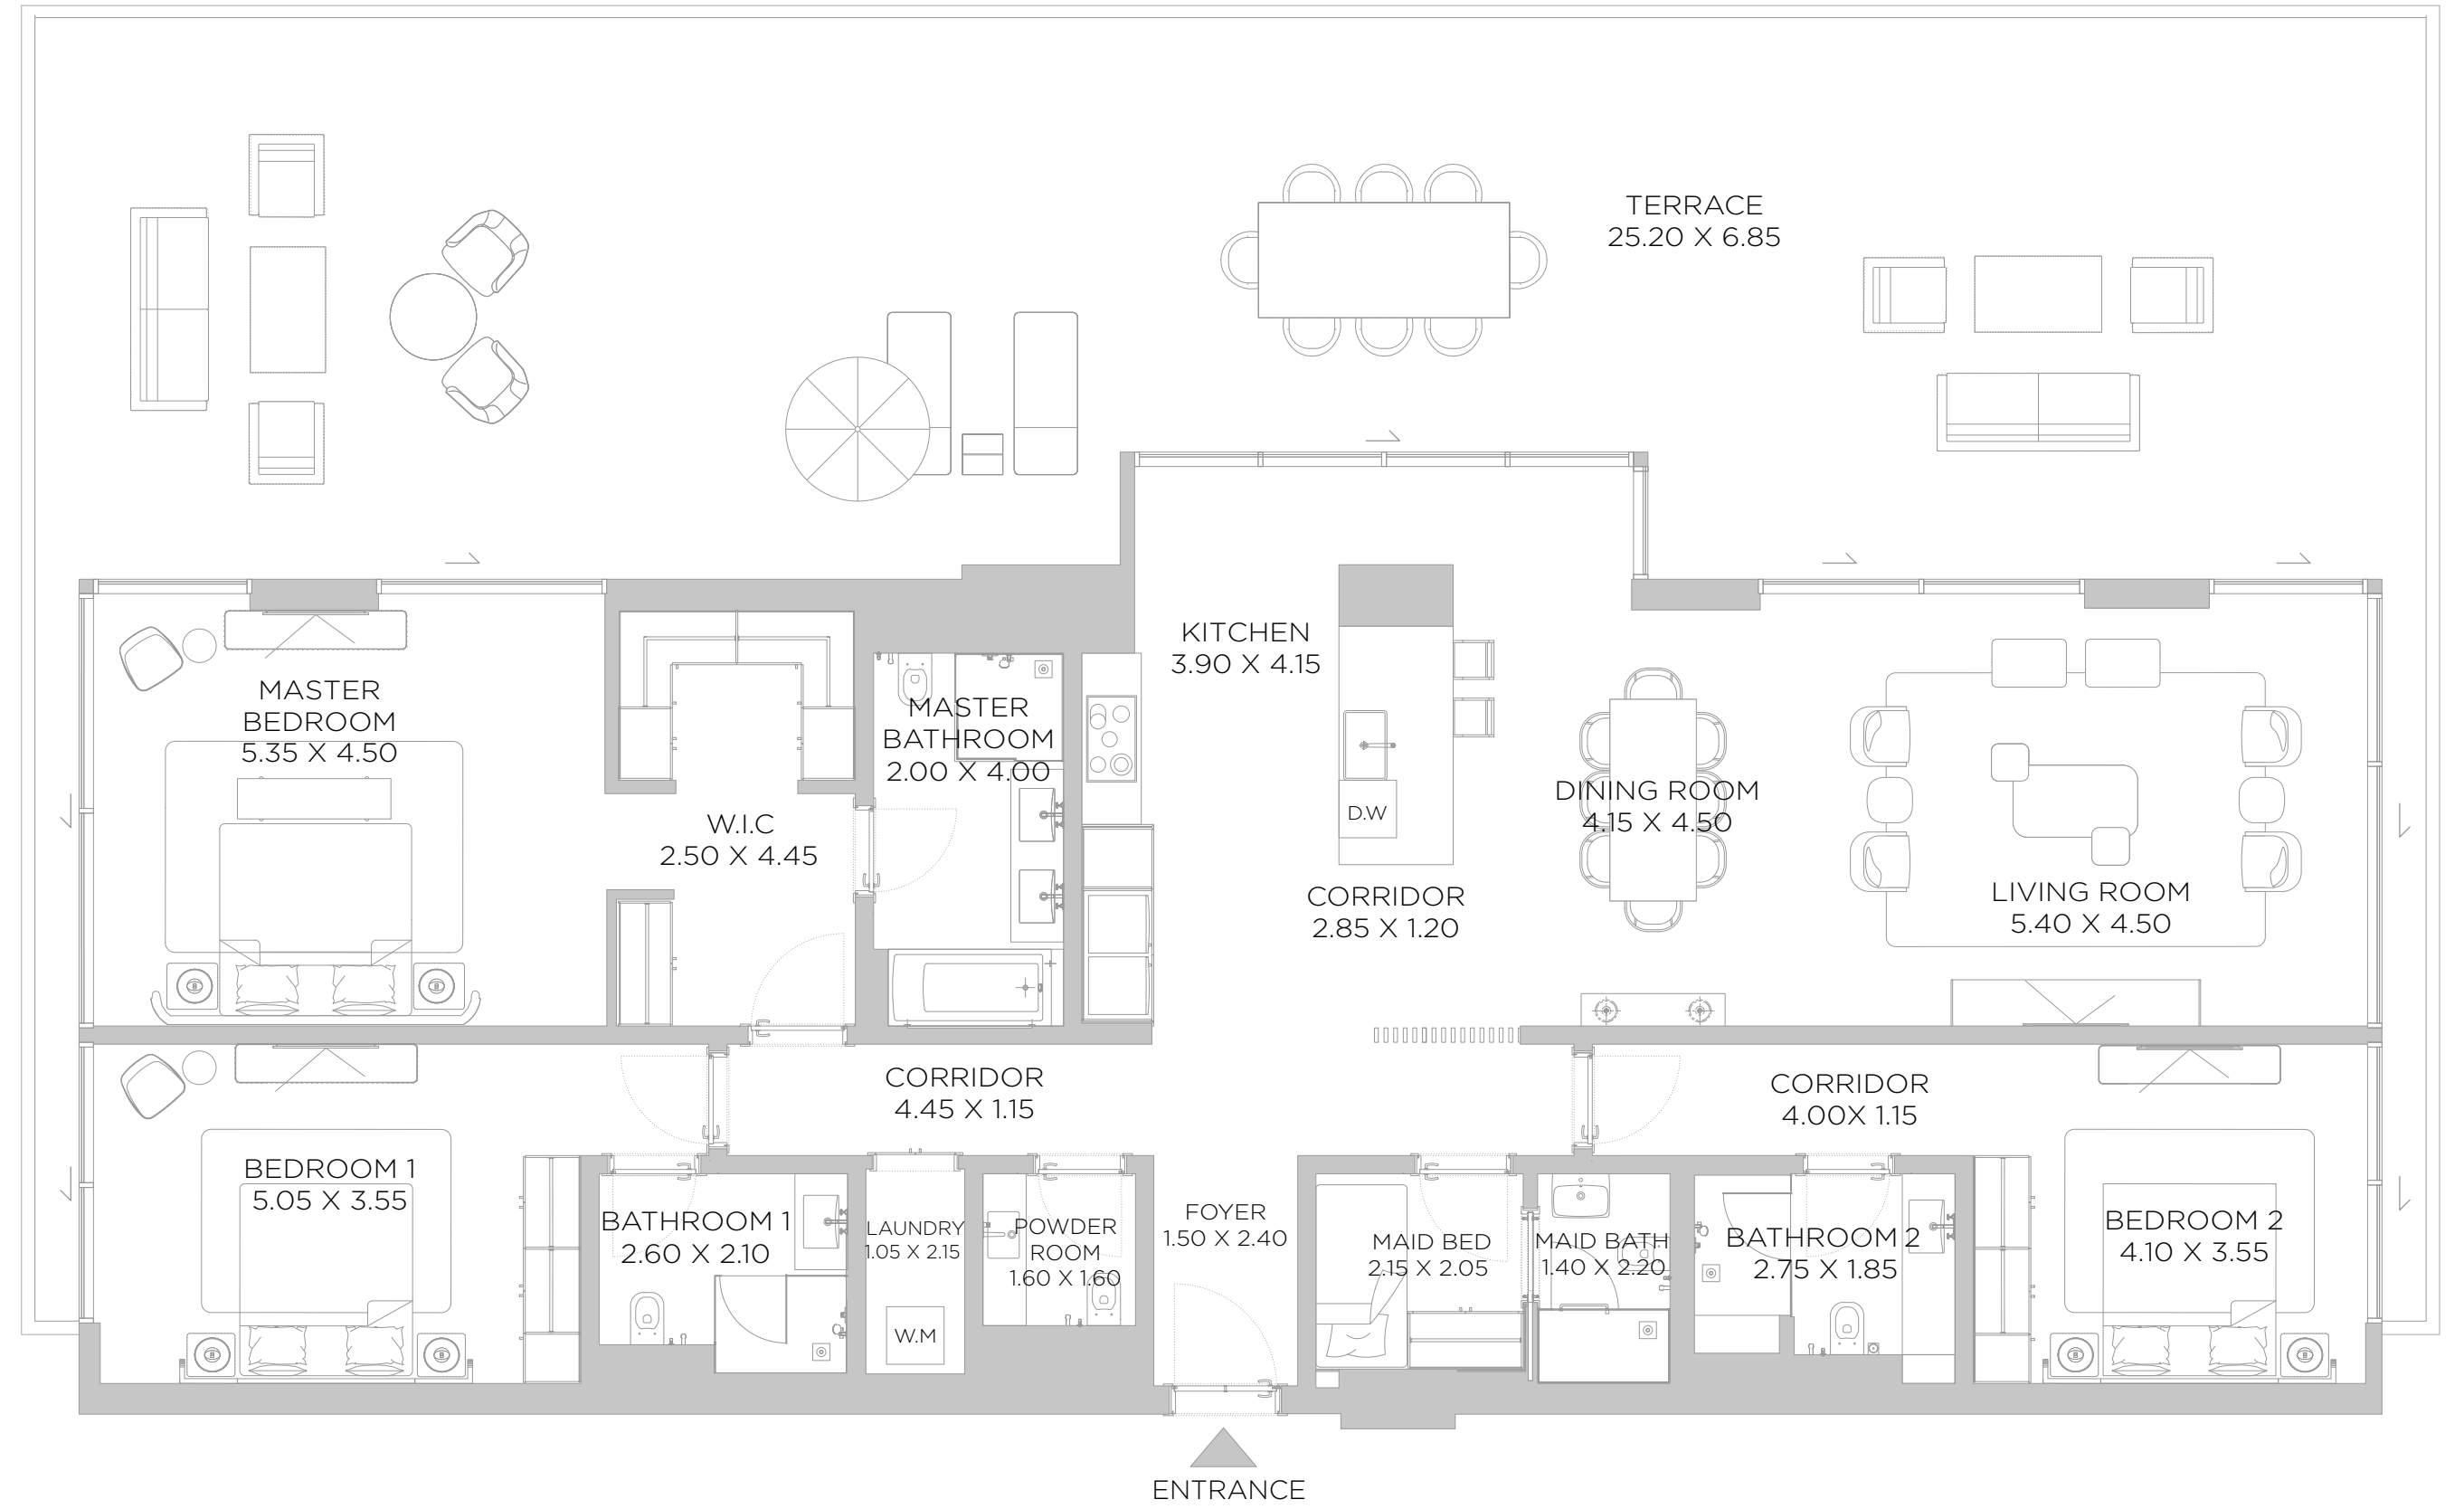 TERRACE
25.20 X 6.85
KITCHEN
3.90 X 4.15
MASTER
BEDROOM
5.35 X 4.50
MASTER
BATHROOM
2.00 X 4.00
W.I.C
2.50 X 4.45
D.W
DINING ROOM
4.15 X 4.50
CORRIDOR
2.85 X 1.20
LIVING ROOM
5.40 X 4.50
CORRIDOR
4.45 X 1.15
CORRIDOR
4.00X 1.15
BEDROOM 1
5.05 X 3.55
BATHROOM 1
2.60 X 2.10
LAUNDRY
1.05 X 2.15
W.M
POWDER
ROOM
1.60 X 1.60
FOYER
1.50 X 2.40
MAID BED
2.15 X 2.05
MAID BATH
1.40 X 2.20
BATHROOM 2
2.75 X 1.85
BEDROOM 2
4.10 X 3.55
ENTRANCE